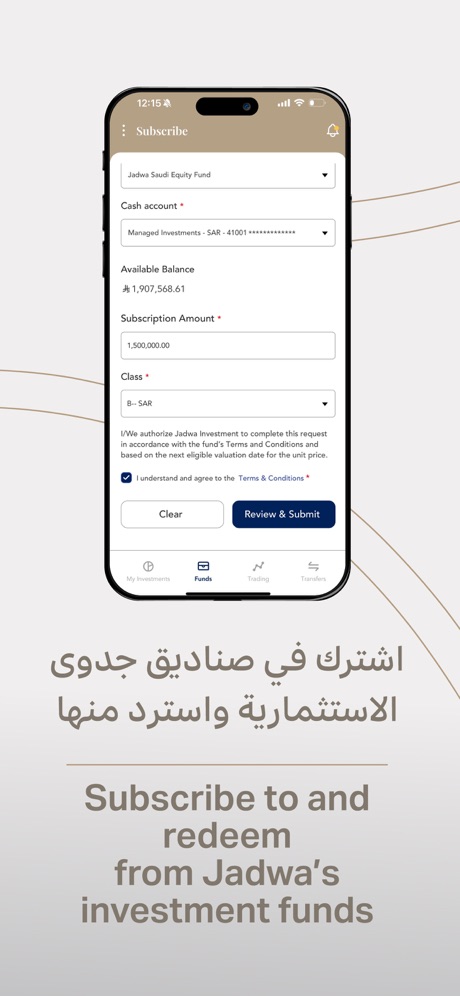 12:15
Subscribe
Jadwa Saudi Equity Fund
Cash account *
Managed Investments - SAR - 41001 *************
Available Balance
⃁ 1,907,568.61
Subscription Amount *
1,500,000.00
Class *
B-- SAR
I/We authorize Jadwa Investment to complete this request
in accordance with the fund's Terms and Conditions and
based on the next eligible valuation date for the unit price.
I understand and agree to the Terms & Conditions *
Clear
Review & Submit
My Investments
Funds
Trading
Transfers
اشترك في صناديق جدوى
الاستثمارية واسترد منها
Subscribe to and
redeem
from Jadwa’s
investment funds